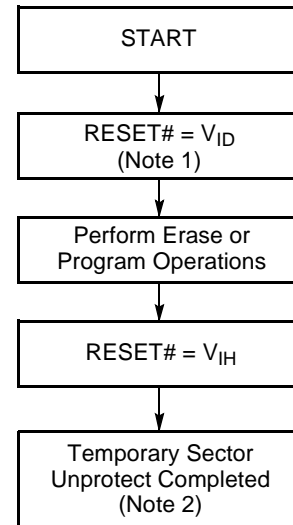 START
RESET# = VID
(Note 1)
Perform Erase or
Program Operations
RESET# = VIH
Temporary Sector
Unprotect Completed
(Note 2)